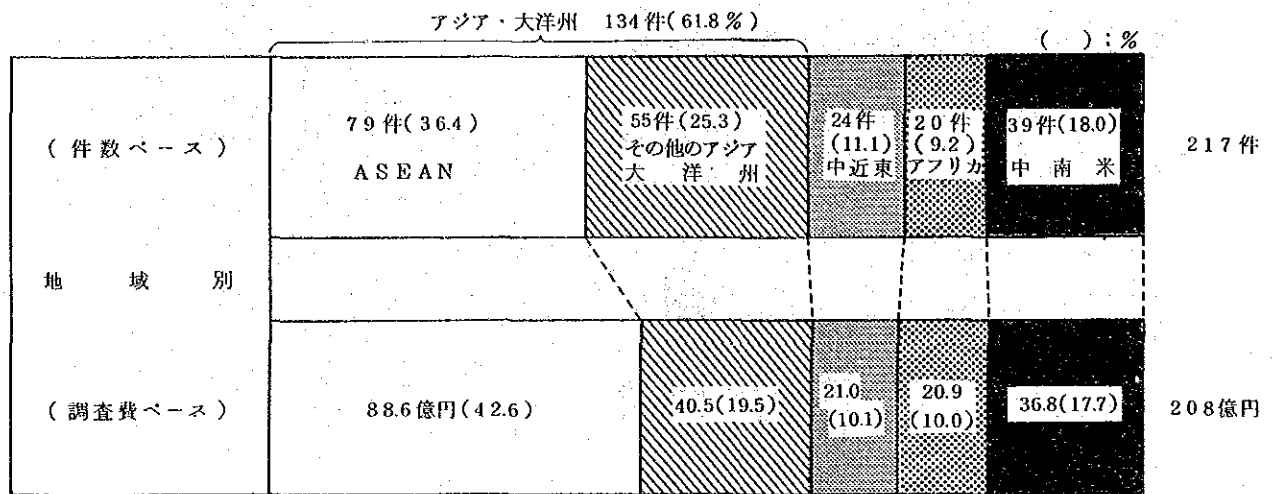 アジア・大洋州 134件(61.8%)
( ):%
(件数ベース)
79件(36.4)
ASEAN
55件(25.3)
その他のアジア
大洋州
24件
(11.1)
中近東
20件
(9.2)
アフリカ
39件(18.0)
中南米
217件
地域別
(調査費ベース)
88.6億円(42.6)
40.5(19.5)
21.0
(10.1)
20.9
(10.0)
36.8(17.7)
208億円